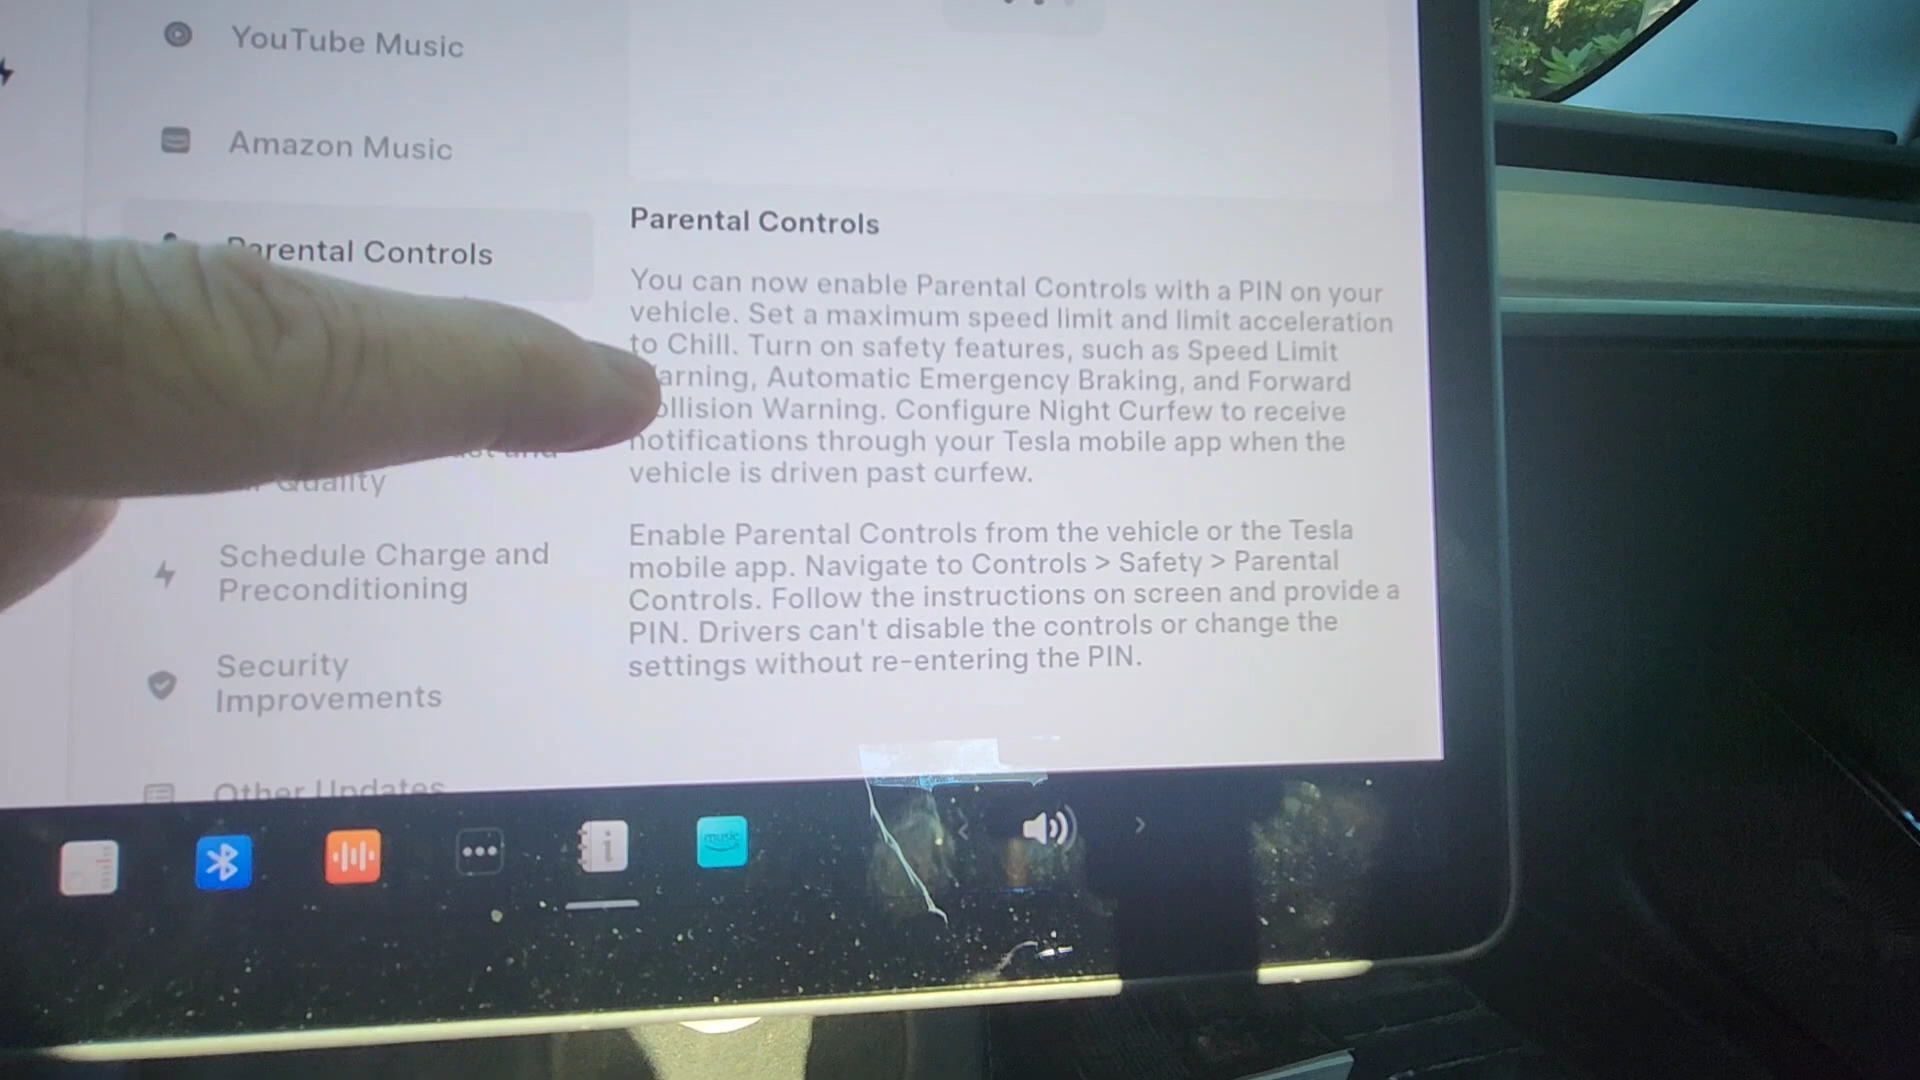 YouTube Music
Amazon Music
Parental Controls
Quality
Schedule Charge and
Preconditioning
Security
Improvements
Other Updates
Parental Controls
You can now enable Parental Controls with a PIN on your
vehicle. Set a maximum speed limit and limit acceleration
to Chill. Turn on safety features, such as Speed Limit
arning, Automatic Emergency Braking, and Forward
ollision Warning. Configure Night Curfew to receive
notifications through your Tesla mobile app when the
vehicle is driven past curfew.
Enable Parental Controls from the vehicle or the Tesla
mobile app. Navigate to Controls > Safety > Parental
Controls. Follow the instructions on screen and provide a
PIN. Drivers can't disable the controls or change the
settings without re-entering the PIN.
music